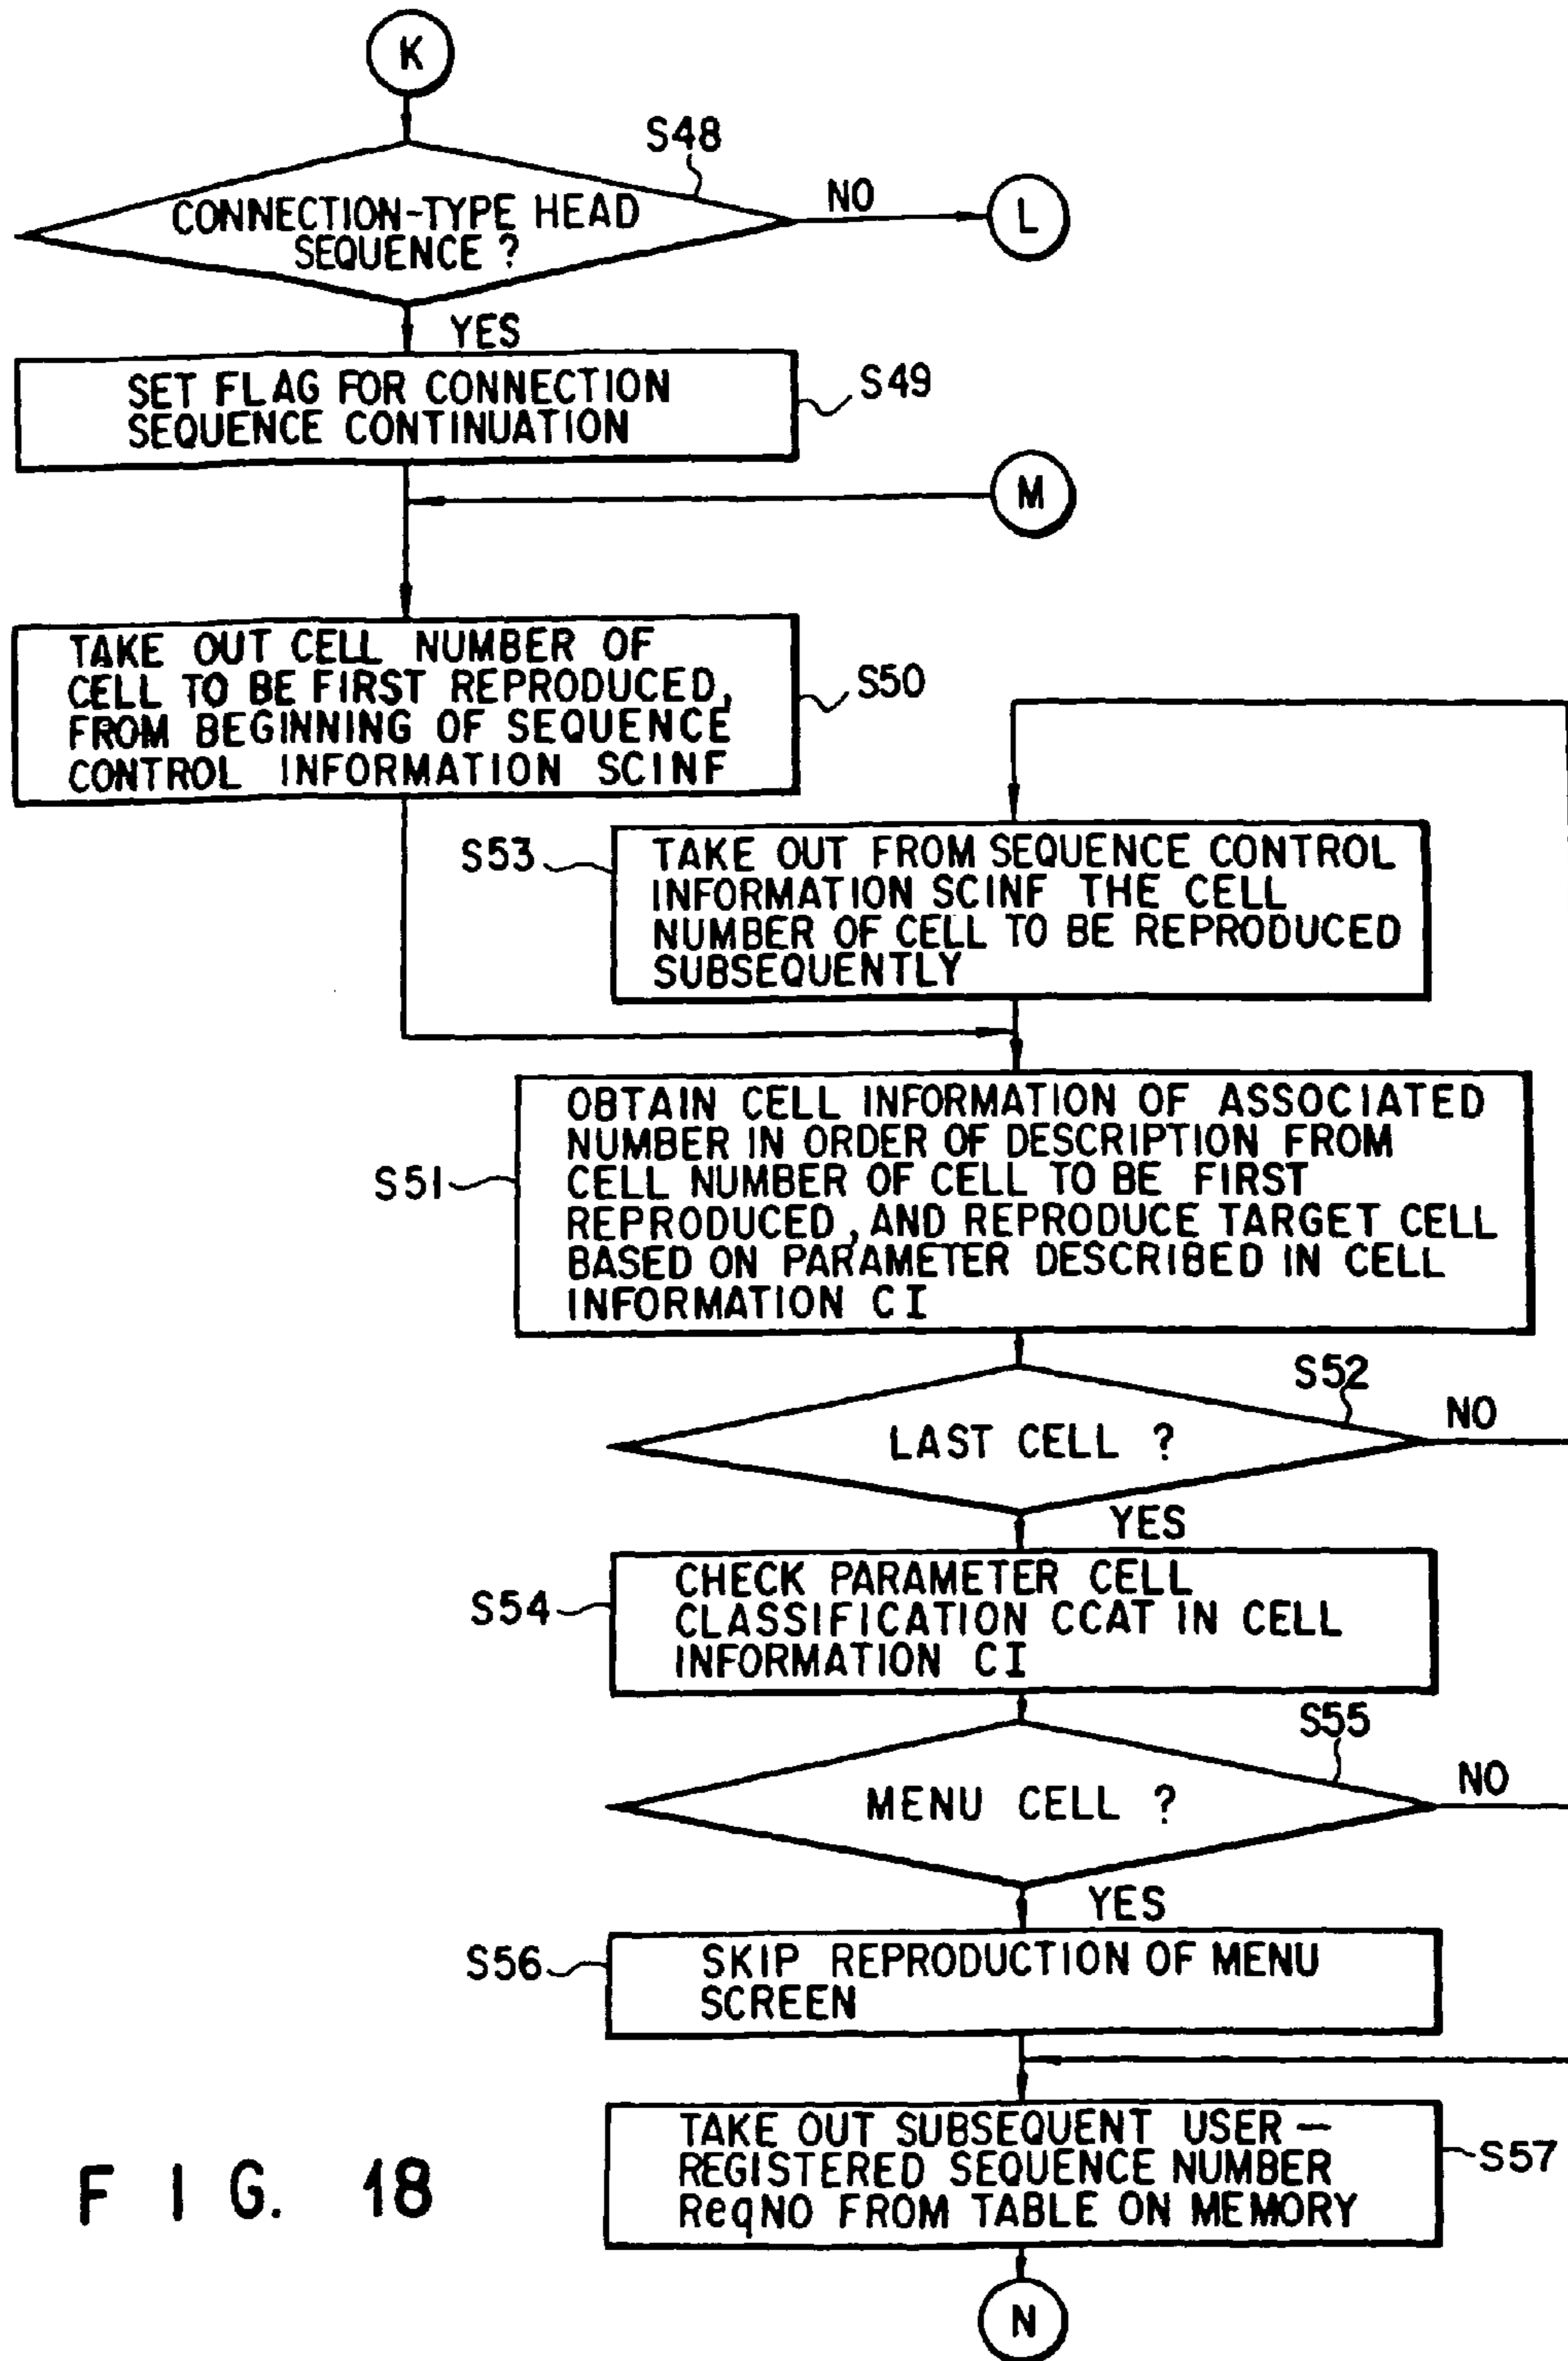 K
S48
CONNECTION-TYPE HEAD
SEQUENCE ?
NO
L
YES
SET FLAG FOR CONNECTION
SEQUENCE CONTINUATION
S49
M
TAKE OUT CELL NUMBER OF
CELL TO BE FIRST REPRODUCED,
FROM BEGINNING OF SEQUENCE
CONTROL INFORMATION SCINF
S50
S53
TAKE OUT FROM SEQUENCE CONTROL
INFORMATION SCINF THE CELL
NUMBER OF CELL TO BE REPRODUCED
SUBSEQUENTLY
S51
OBTAIN CELL INFORMATION OF ASSOCIATED
NUMBER IN ORDER OF DESCRIPTION FROM
CELL NUMBER OF CELL TO BE FIRST
REPRODUCED, AND REPRODUCE TARGET CELL
BASED ON PARAMETER DESCRIBED IN CELL
INFORMATION CI
S52
LAST CELL ?
NO
YES
S54
CHECK PARAMETER CELL
CLASSIFICATION CCAT IN CELL
INFORMATION CI
S55
MENU CELL ?
NO
YES
S56
SKIP REPRODUCTION OF MENU
SCREEN
TAKE OUT SUBSEQUENT USER-
REGISTERED SEQUENCE NUMBER
ReqNO FROM TABLE ON MEMORY
S57
N
FIG. 18